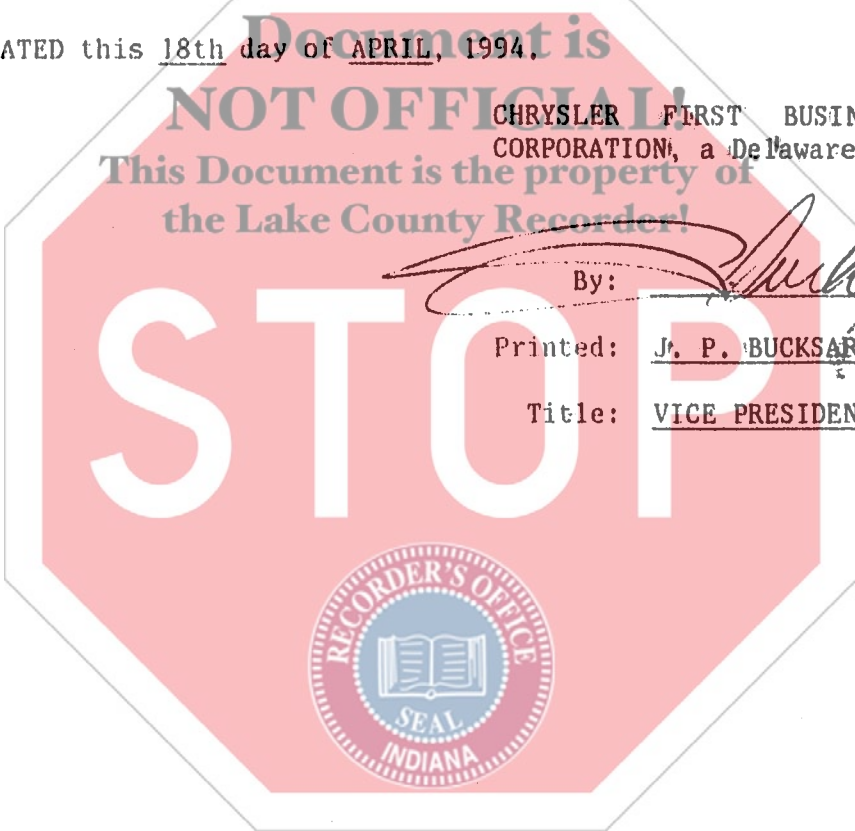 Document is
ATED this 18th day of APRIL, 1994.
NOT OFFICIAL!
CHRYSLER FIRST BUSIN
CORPORATION, a Delaware
This Document is the property of
the Lake County Recorder!
By:
Printed: J. P. BUCKSAR
Title: VICE PRESIDEN
STOP
RECORDER'S OFFICE
SEAL
INDIANA